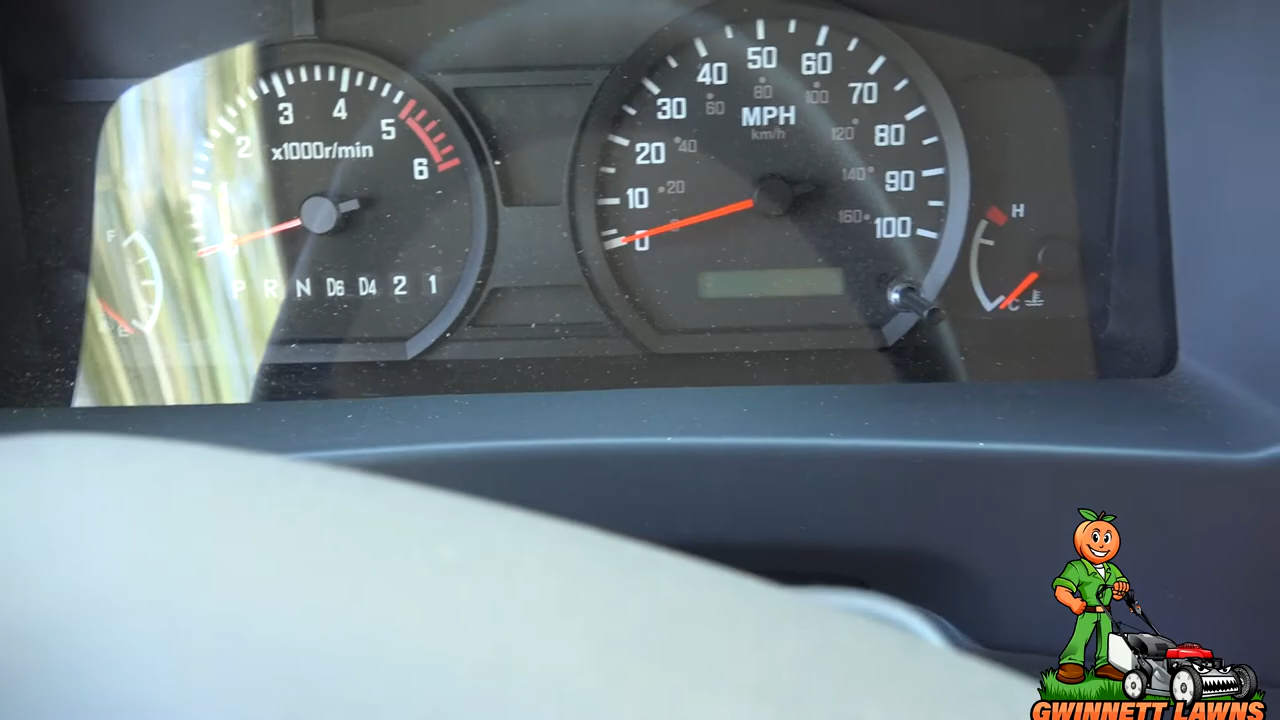 2 3 4 5 6
x1000r/min
P R N D6 D4 2 1
F
E
0 10 20 30 40 50 60 70 80 90 100
MPH
km/h
20 40 60 80 100 120 140 160
H
C
GWINNETT LAWNS